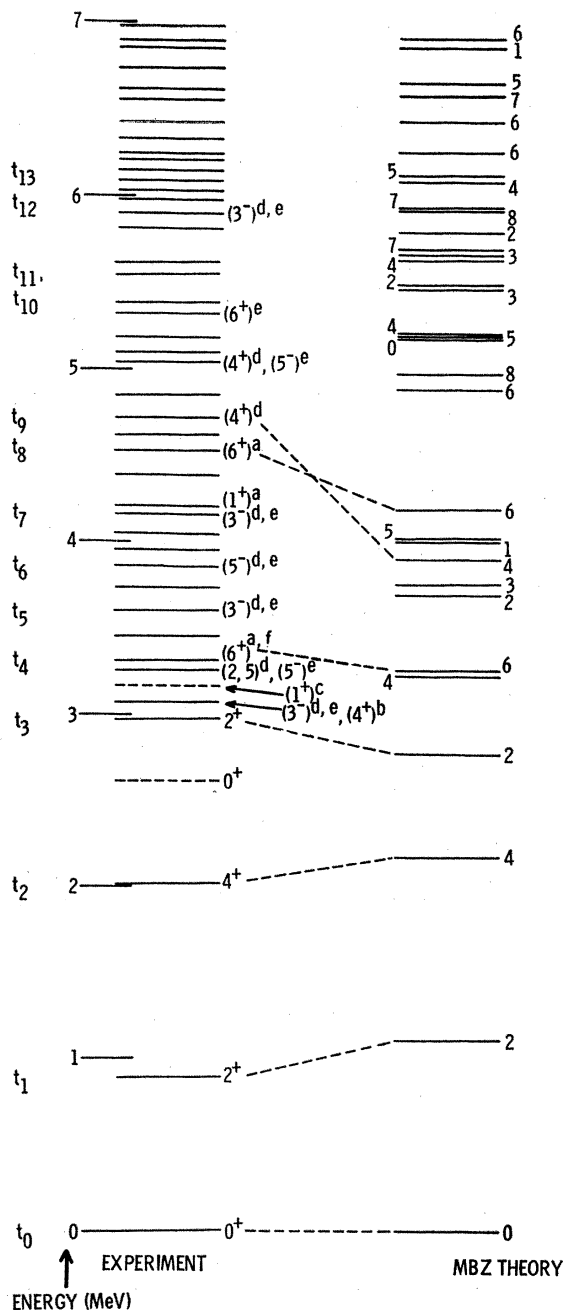 7
6
1
5
7
6
6
t13
5
4
6
t12
(3-)d, e
7
8
2
7
3
4
t11,
2
3
t10
(6+)e
4
5
0
(4+)d, (5-)e
5
8
6
t9
(4+)d
t8
(6+)a
6
(1+)a
t7
(3-)d, e
5
4
1
4
t6
(5-)d, e
3
2
t5
(3-)d, e
(6+)a, f
6
t4
(2, 5)d, (5-)e
4
(1+)c
3
(3-)d, e, (4+)b
t3
2+
2
0+
4
t2
2
4+
2
1
t1
2+
t0
0
0+
0
EXPERIMENT
MBZ THEORY
ENERGY (MeV)